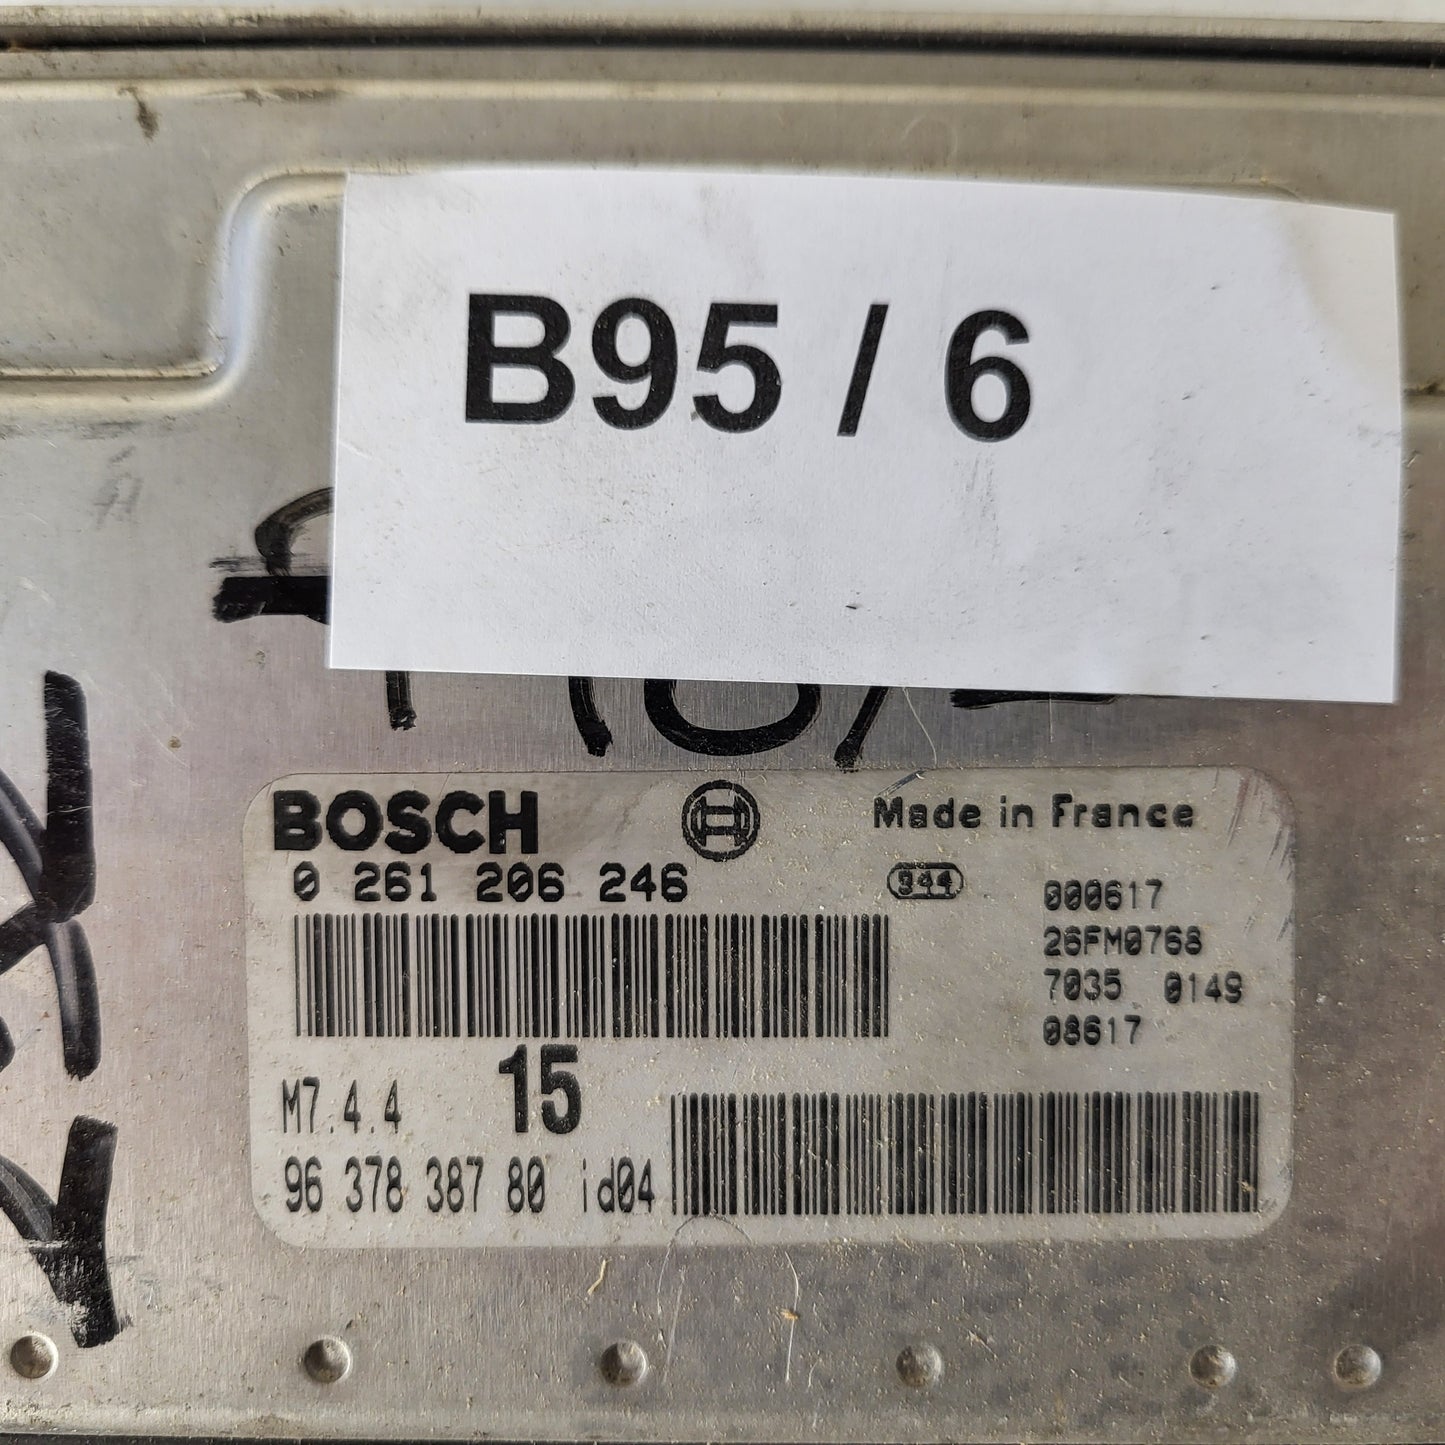 B95 / 6
BOSCH Made in France
0 261 206 246 944 000617
26FM0768
7035 0149
08617
M7.4.4 15
96 378 387 80 id04